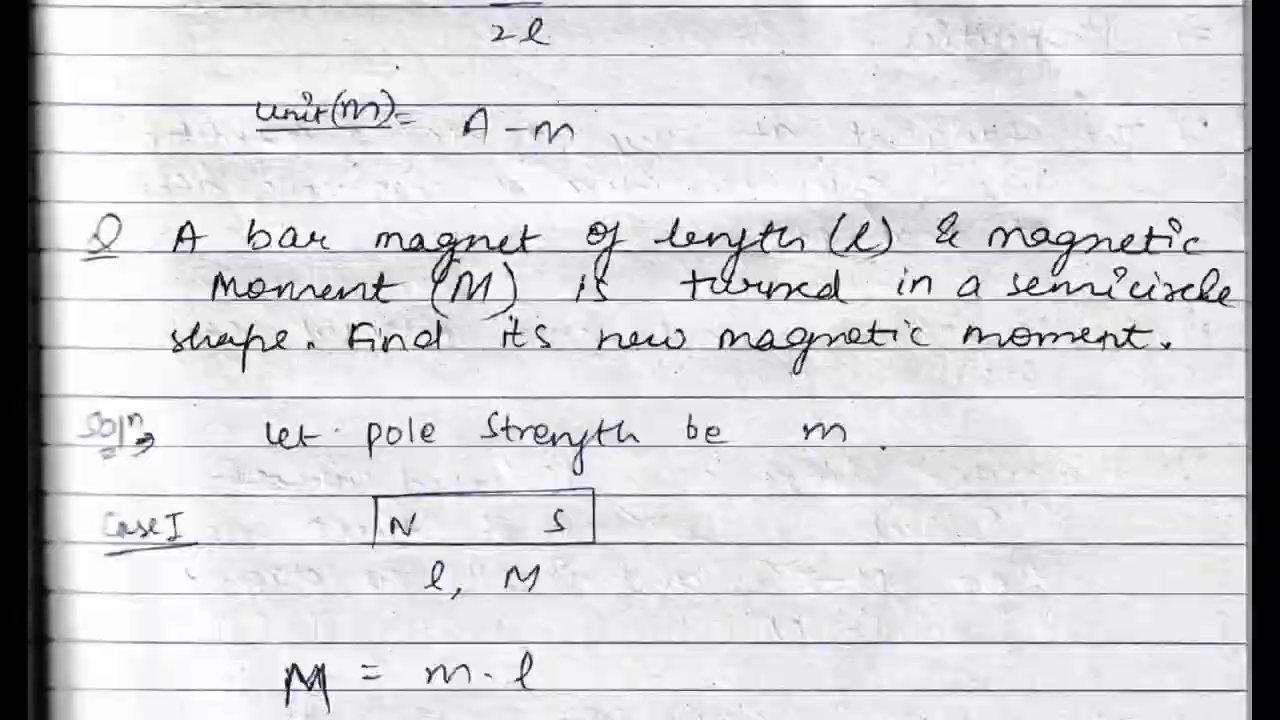 2l
unit(m) = A-m
Q A bar magnet of length (l) & magnetic
Moment (M) is turned in a semicircle
shape. Find its new magnetic moment.
Soln let pole strength be m.
Case I N S
l, M
M = m·l